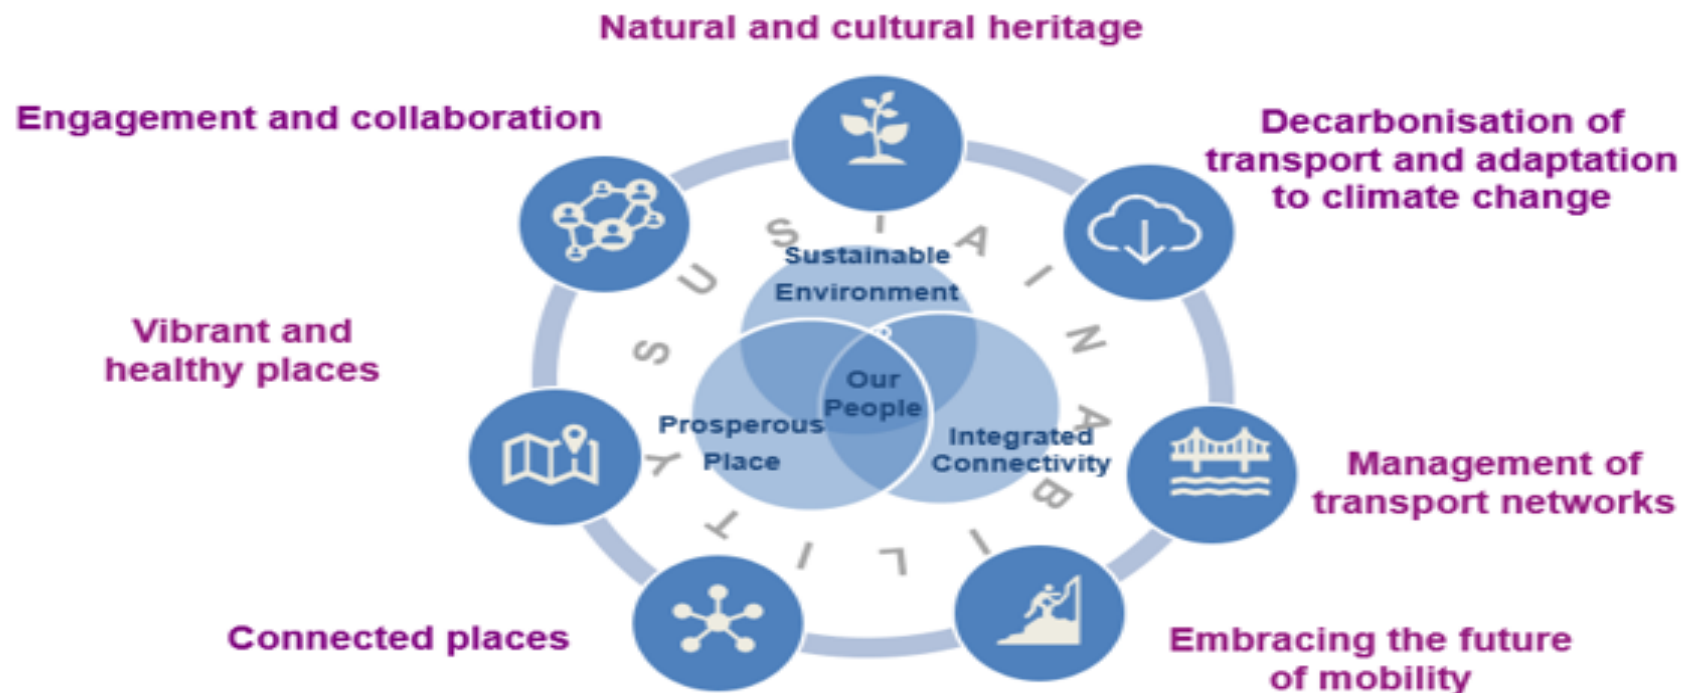 Natural and cultural heritage
Engagement and collaboration
Decarbonisation of
transport and adaptation
to climate change
SUSTAINABILITY
Sustainable
Environment
Vibrant and
healthy places
Our
People
Prosperous
Place
Integrated
Connectivity
Management of
transport networks
Connected places
Embracing the future
of mobility